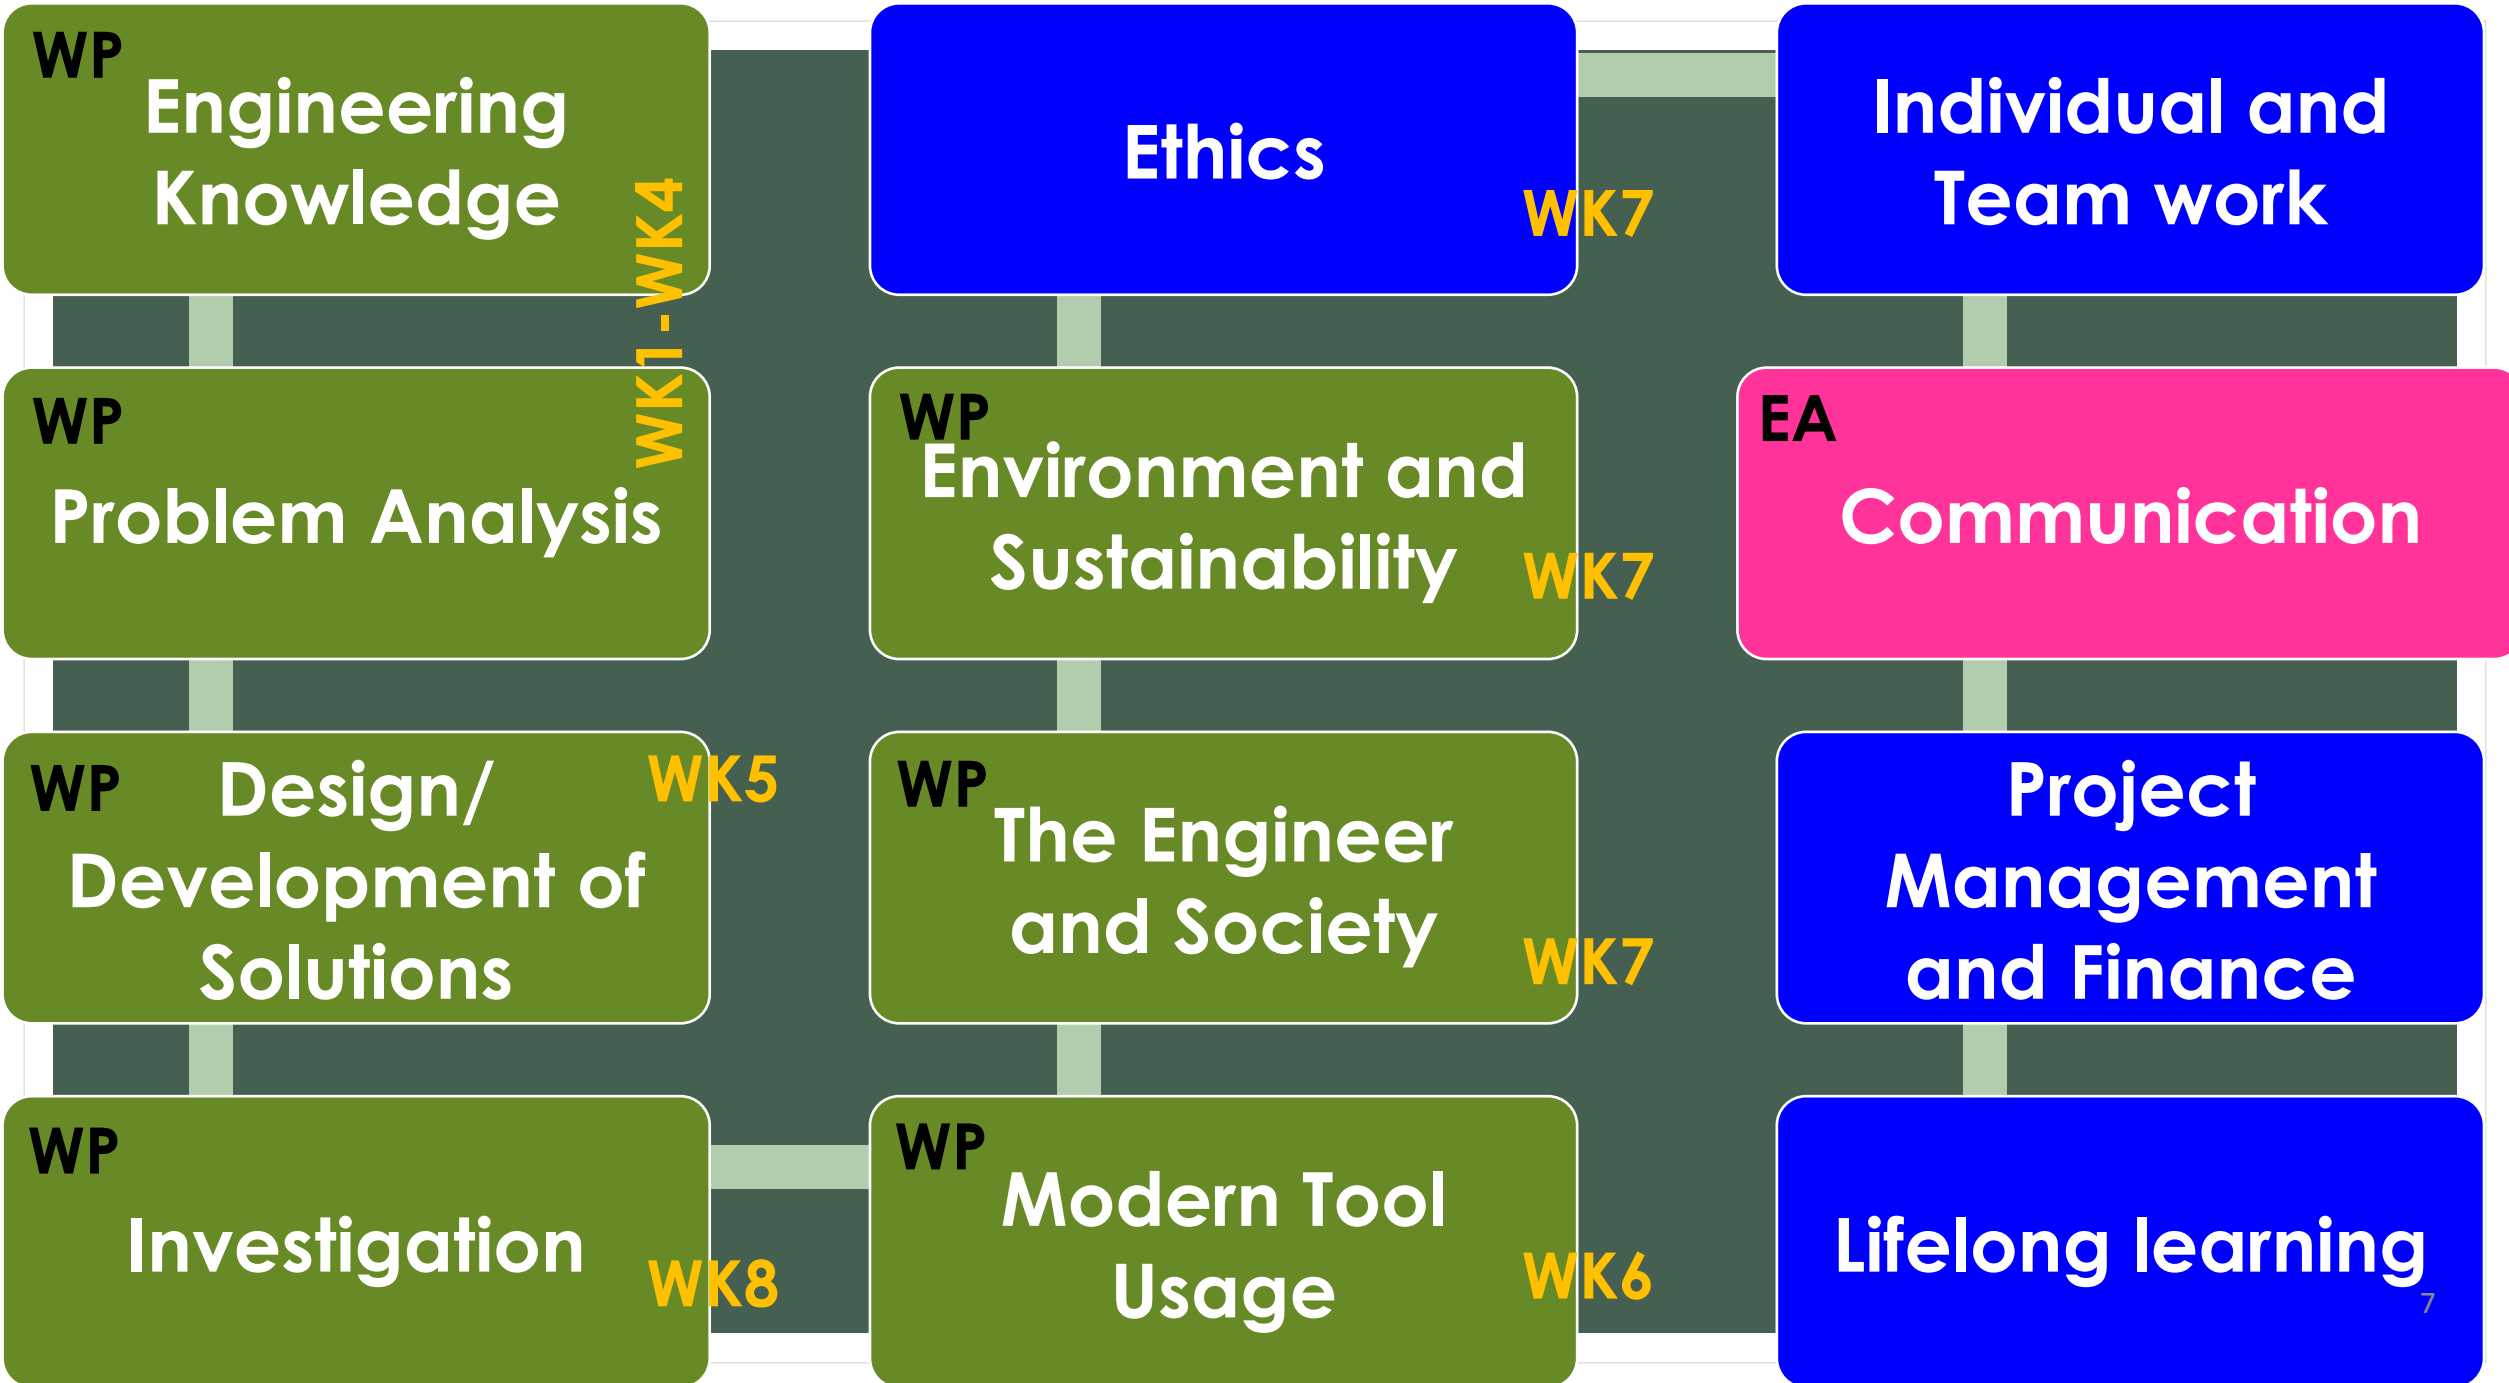 WP
Engineering
Knowledge
WK1 - WK4
WP
Problem Analysis
WP
Design/
Development of
Solutions
WK5
WP
Investigation
WK8
Ethics
WK7
WP
Environment and
Sustainability
WK7
WP
The Engineer
and Society
WK7
WP
Modern Tool
Usage
WK6
Individual and
Team work
EA
Communication
Project
Management
and Finance
Lifelong learning
7